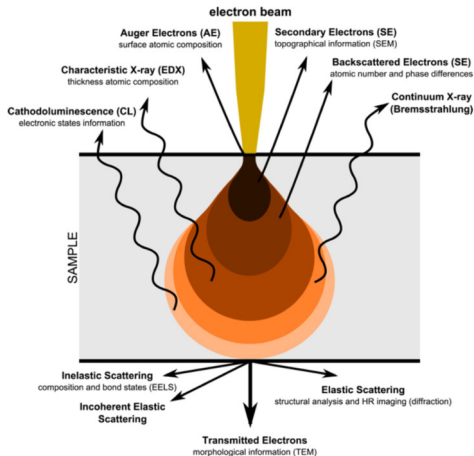 electron beam
Auger Electrons (AE)
surface atomic composition
Secondary Electrons (SE)
topographical information (SEM)
Characteristic X-ray (EDX)
thickness atomic composition
Backscattered Electrons (SE)
atomic number and phase differences
Cathodoluminescence (CL)
electronic states information
Continuum X-ray
(Bremsstrahlung)
SAMPLE
Inelastic Scattering
composition and bond states (EELS)
Incoherent Elastic
Scattering
Elastic Scattering
structural analysis and HR imaging (diffraction)
Transmitted Electrons
morphological information (TEM)